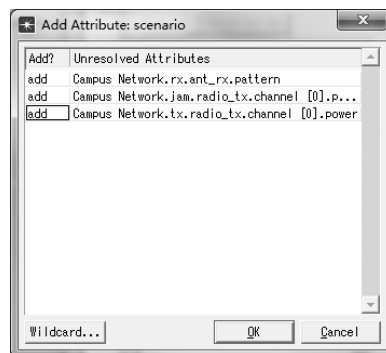 Add Attribute: scenario
Add? Unresolved Attributes
add Campus Network.rx.ant_rx.pattern
add Campus Network.jam.radio_tx.channel [0].p...
add Campus Network.tx.radio_tx.channel [0].power
Wildcard... OK Cancel